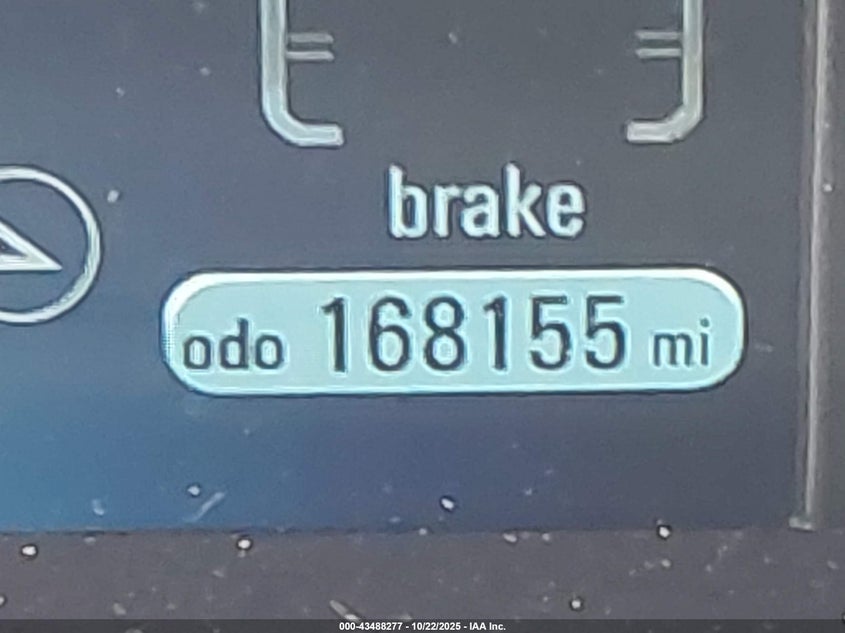 brake
odo 168155 mi
000-43488277 - 10/22/2025 - IAA Inc.